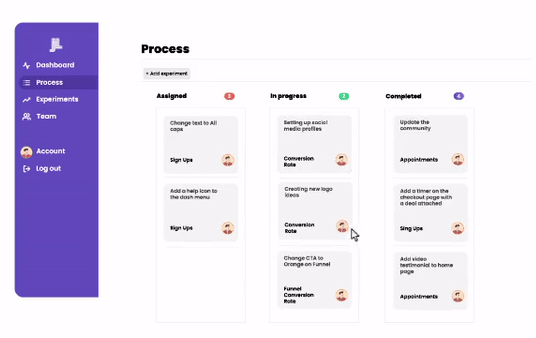 Process
Dashboard
Process
Experiments
Team
Account
Log out
+ Add experiment
Assigned
In progress
Completed
4
Change text to All
caps
Sign Ups
Add a help icon to
the dash menu
Sign Ups
Setting up social
media profiles
Conversion
Rate
Creating new logo
ideas
Conversion
Rate
Change CTA to
Orange on Funnel
Funnel
Conversion
Rate
Update the
community
Appointments
Add a timer on the
checkout page with
a deal attached
Sing Ups
Add video
testimonial to home
page
Appointments